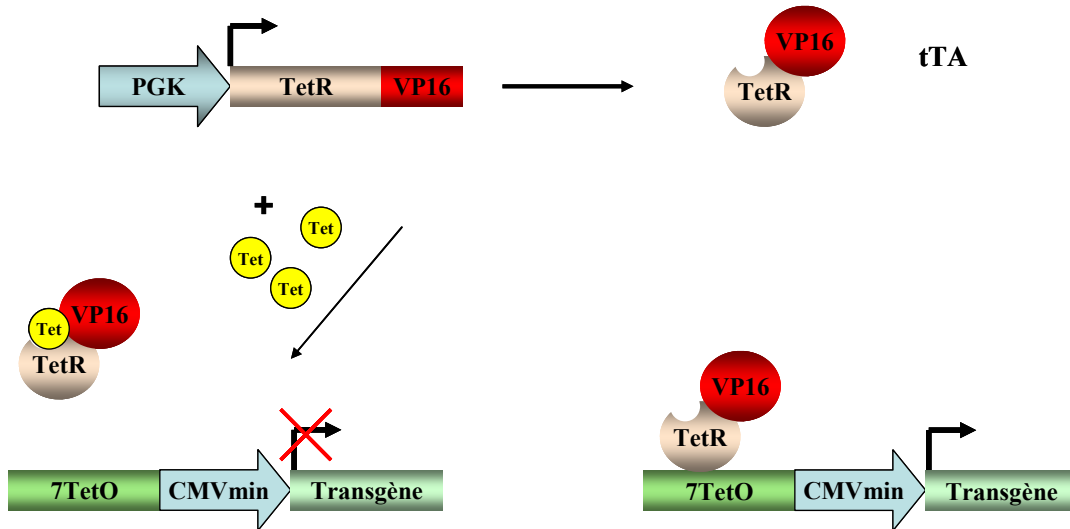 PGK TetR VP16
VP16
TetR
tTA
+
Tet
Tet
Tet
VP16
Tet
TetR
7TetO CMVmin Transgène
VP16
TetR
7TetO CMVmin Transgène